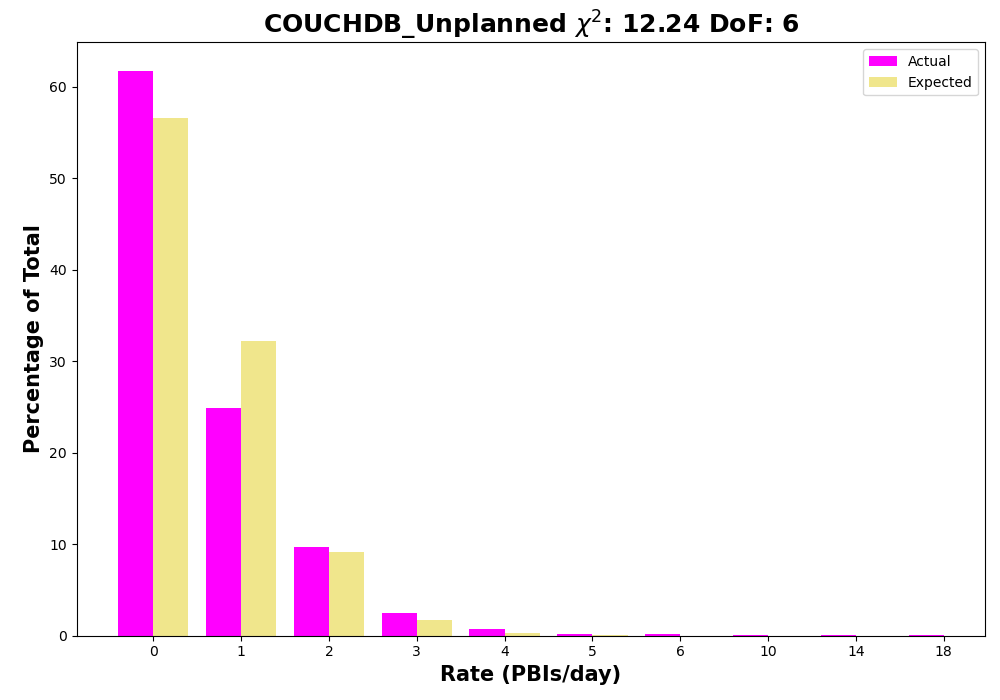 COUCHDB_Unplanned χ²: 12.24 DoF: 6
Actual
Expected
Percentage of Total
60
50
40
30
20
10
0
0 1 2 3 4 5 6 10 14 18
Rate (PBIs/day)